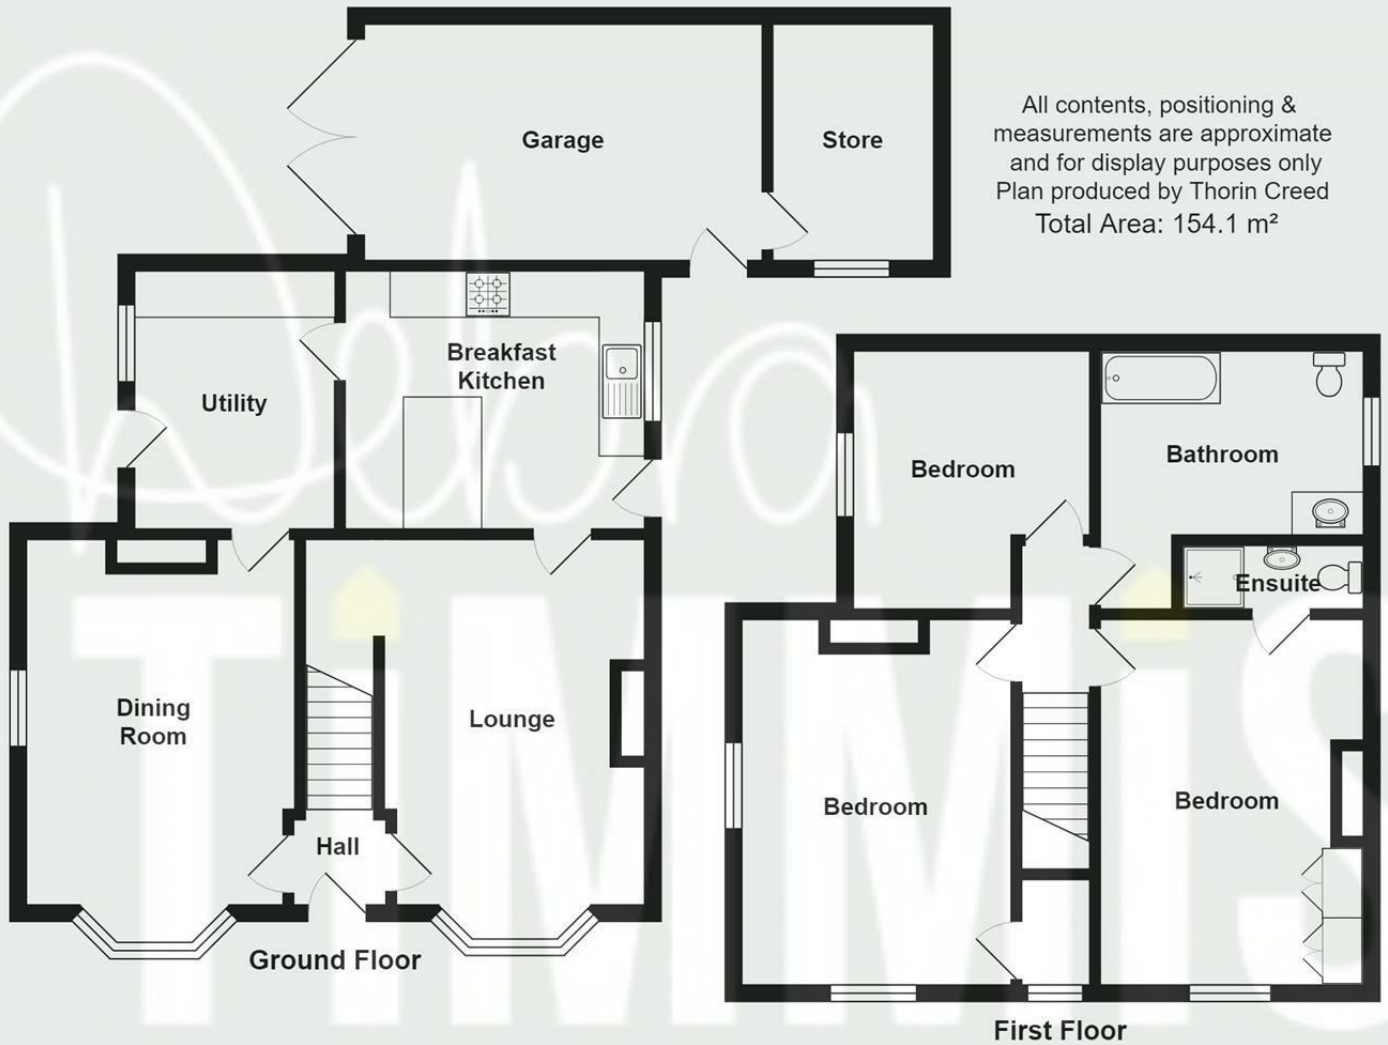 Garage
Store
All contents, positioning &
measurements are approximate
and for display purposes only
Plan produced by Thorin Creed
Total Area: 154.1 m²
Breakfast
Kitchen
Utility
Bedroom
Bathroom
Ensuite
Dining
Room
Lounge
Bedroom
Bedroom
Hall
Ground Floor
First Floor
Debra
TiMMiS